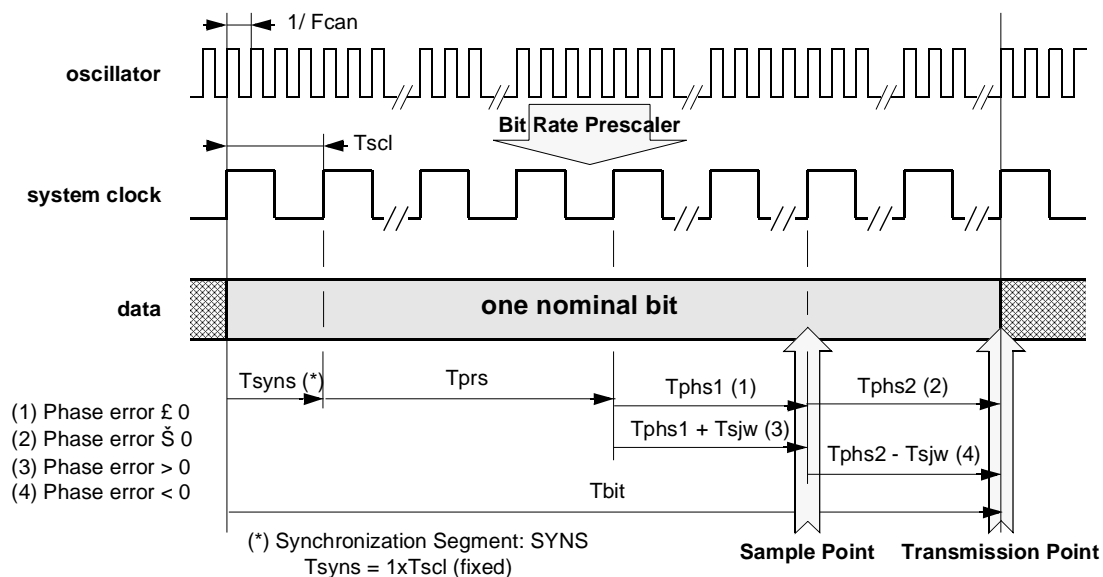 1/ Fcan
oscillator
Bit Rate Prescaler
Tscl
system clock
data
one nominal bit
Tsyns (*)
Tprs
Tphs1 (1)
Tphs2 (2)
(1) Phase error £ 0
(2) Phase error Š 0
(3) Phase error > 0
(4) Phase error < 0
Tphs1 + Tsjw (3)
Tphs2 - Tsjw (4)
Tbit
(*) Synchronization Segment: SYNS
Tsyns = 1xTscl (fixed)
Sample Point
Transmission Point